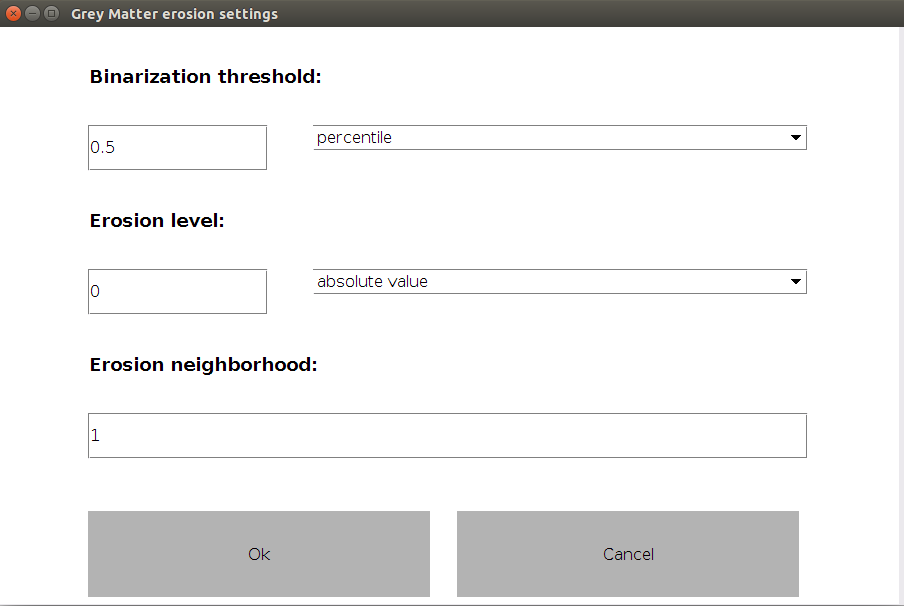 Grey Matter erosion settings
Binarization threshold:
0.5 percentile
Erosion level:
0 absolute value
Erosion neighborhood:
1
Ok Cancel